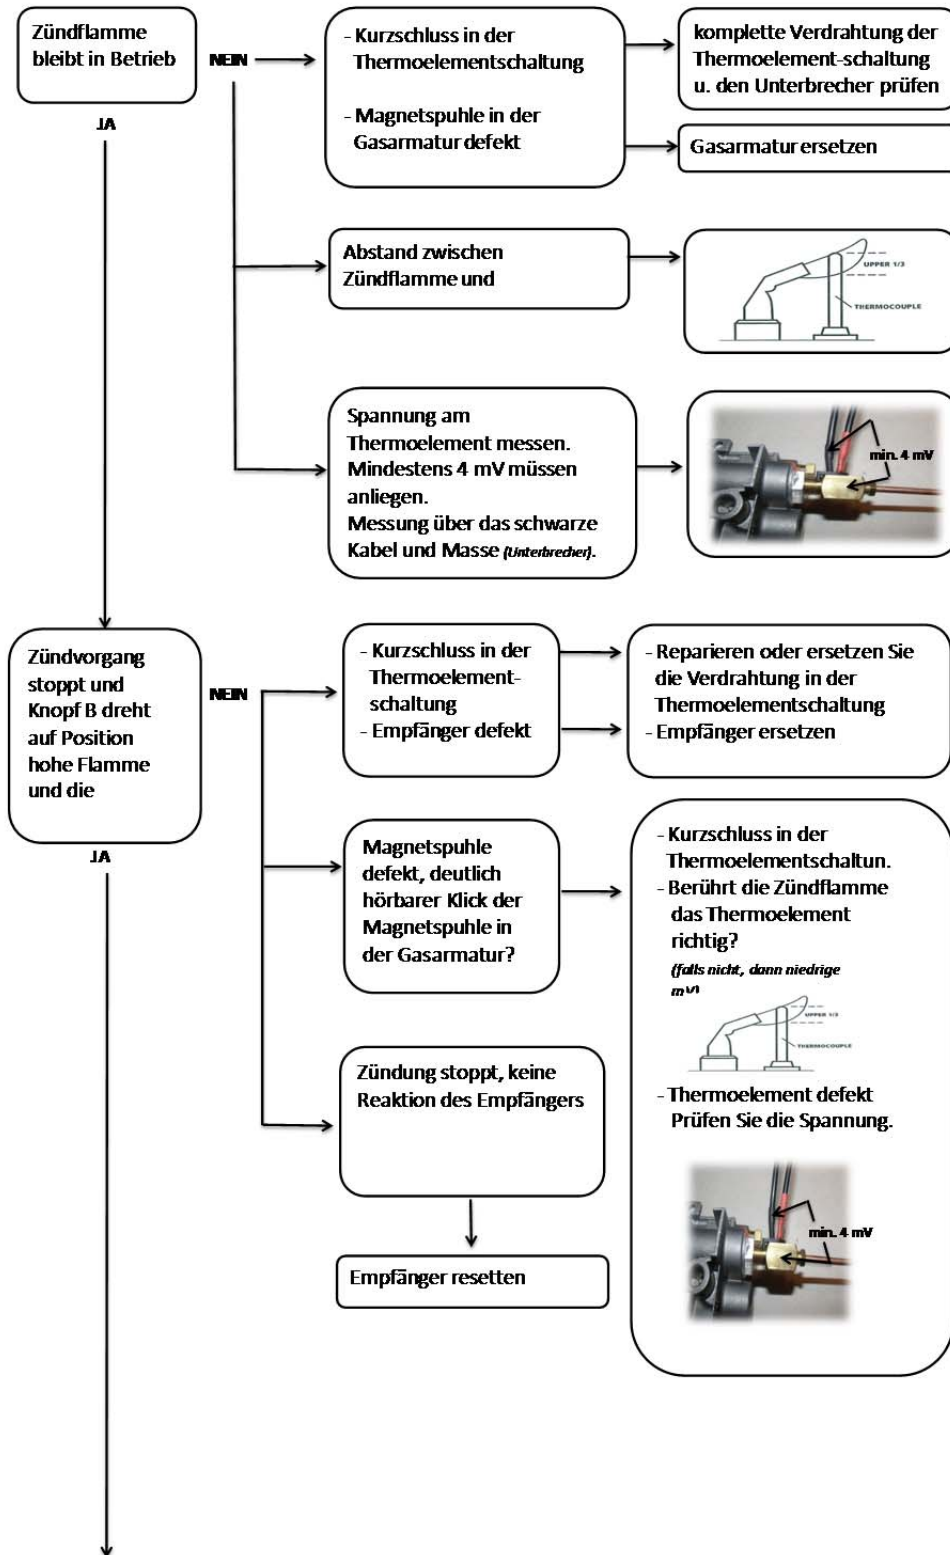 Zündflamme
bleibt in Betrieb
NEIN
- Kurzschluss in der
Thermoelementschaltung
- Magnetspuhle in der
Gasarmatur defekt
komplette Verdrahtung der
Thermoelement-schaltung
u. den Unterbrecher prüfen
Gasarmatur ersetzen
JA
Abstand zwischen
Zündflamme und
UPPER 1/3
THERMOCOUPLE
Spannung am
Thermoelement messen.
Mindestens 4 mV müssen
anliegen.
Messung über das schwarze
Kabel und Masse (Unterbrecher).
min. 4 mV
Zündvorgang
stoppt und
Knopf B dreht
auf Position
hohe Flamme
und die
NEIN
- Kurzschluss in der
Thermoelement-
schaltung
- Empfänger defekt
- Reparieren oder ersetzen Sie
die Verdrahtung in der
Thermoelementschaltung
- Empfänger ersetzen
JA
Magnetspuhle
defekt, deutlich
hörbarer Klick der
Magnetspuhle in
der Gasarmatur?
- Kurzschluss in der
Thermoelementschaltun.
- Berührt die Zündflamme
das Thermoelement
richtig?
(falls nicht, dann niedrige
mV)
UPPER 1/3
THERMOCOUPLE
- Thermoelement defekt
Prüfen Sie die Spannung.
min. 4 mV
Zündung stoppt, keine
Reaktion des Empfängers
Empfänger resetten